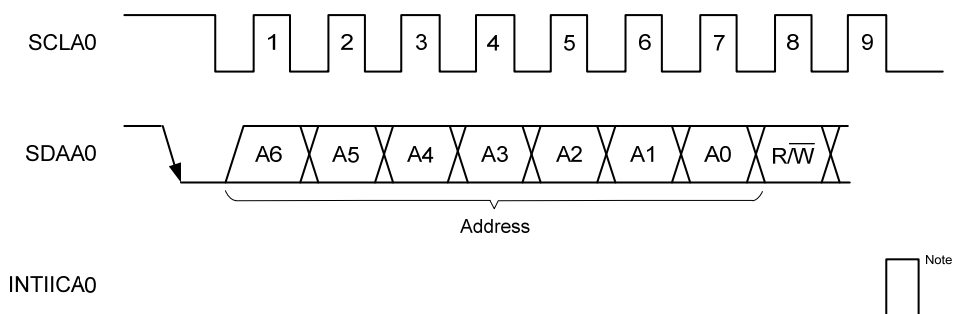 SCLA0 1 2 3 4 5 6 7 8 9
SDAA0 A6 A5 A4 A3 A2 A1 A0 R/W̅
Address
INTIICA0 Note